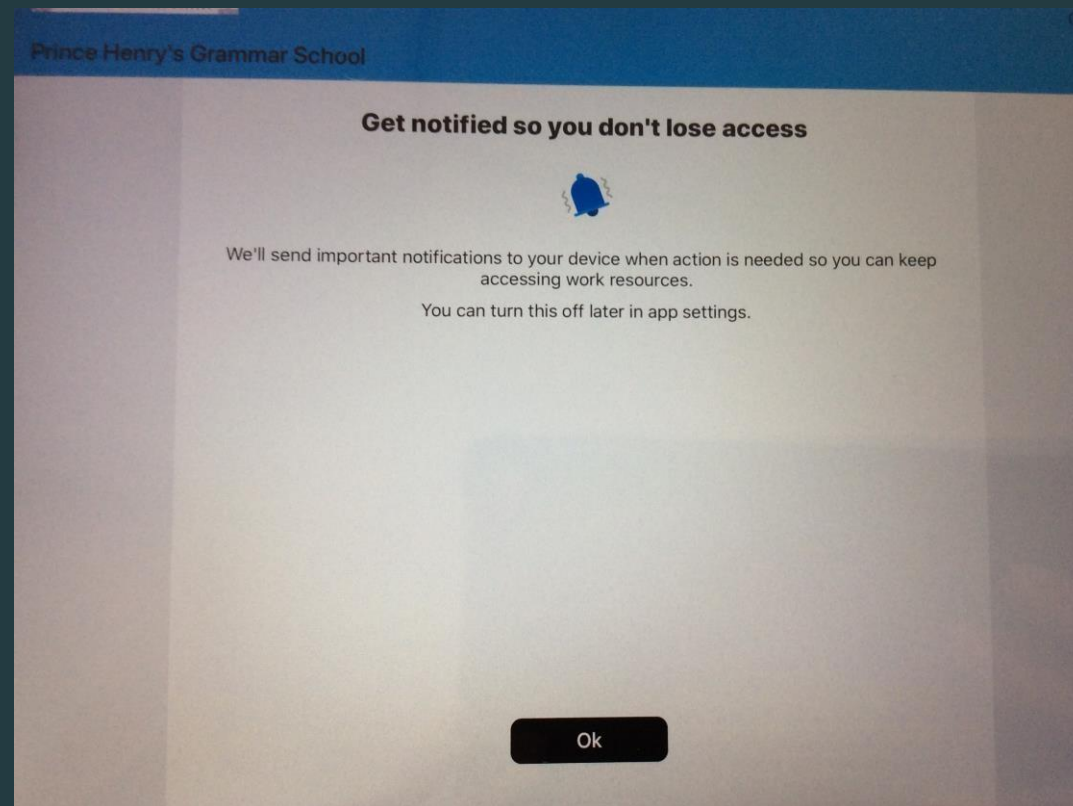 Prince Henry's Grammar School
Get notified so you don't lose access
We'll send important notifications to your device when action is needed so you can keep
accessing work resources.
You can turn this off later in app settings.
Ok